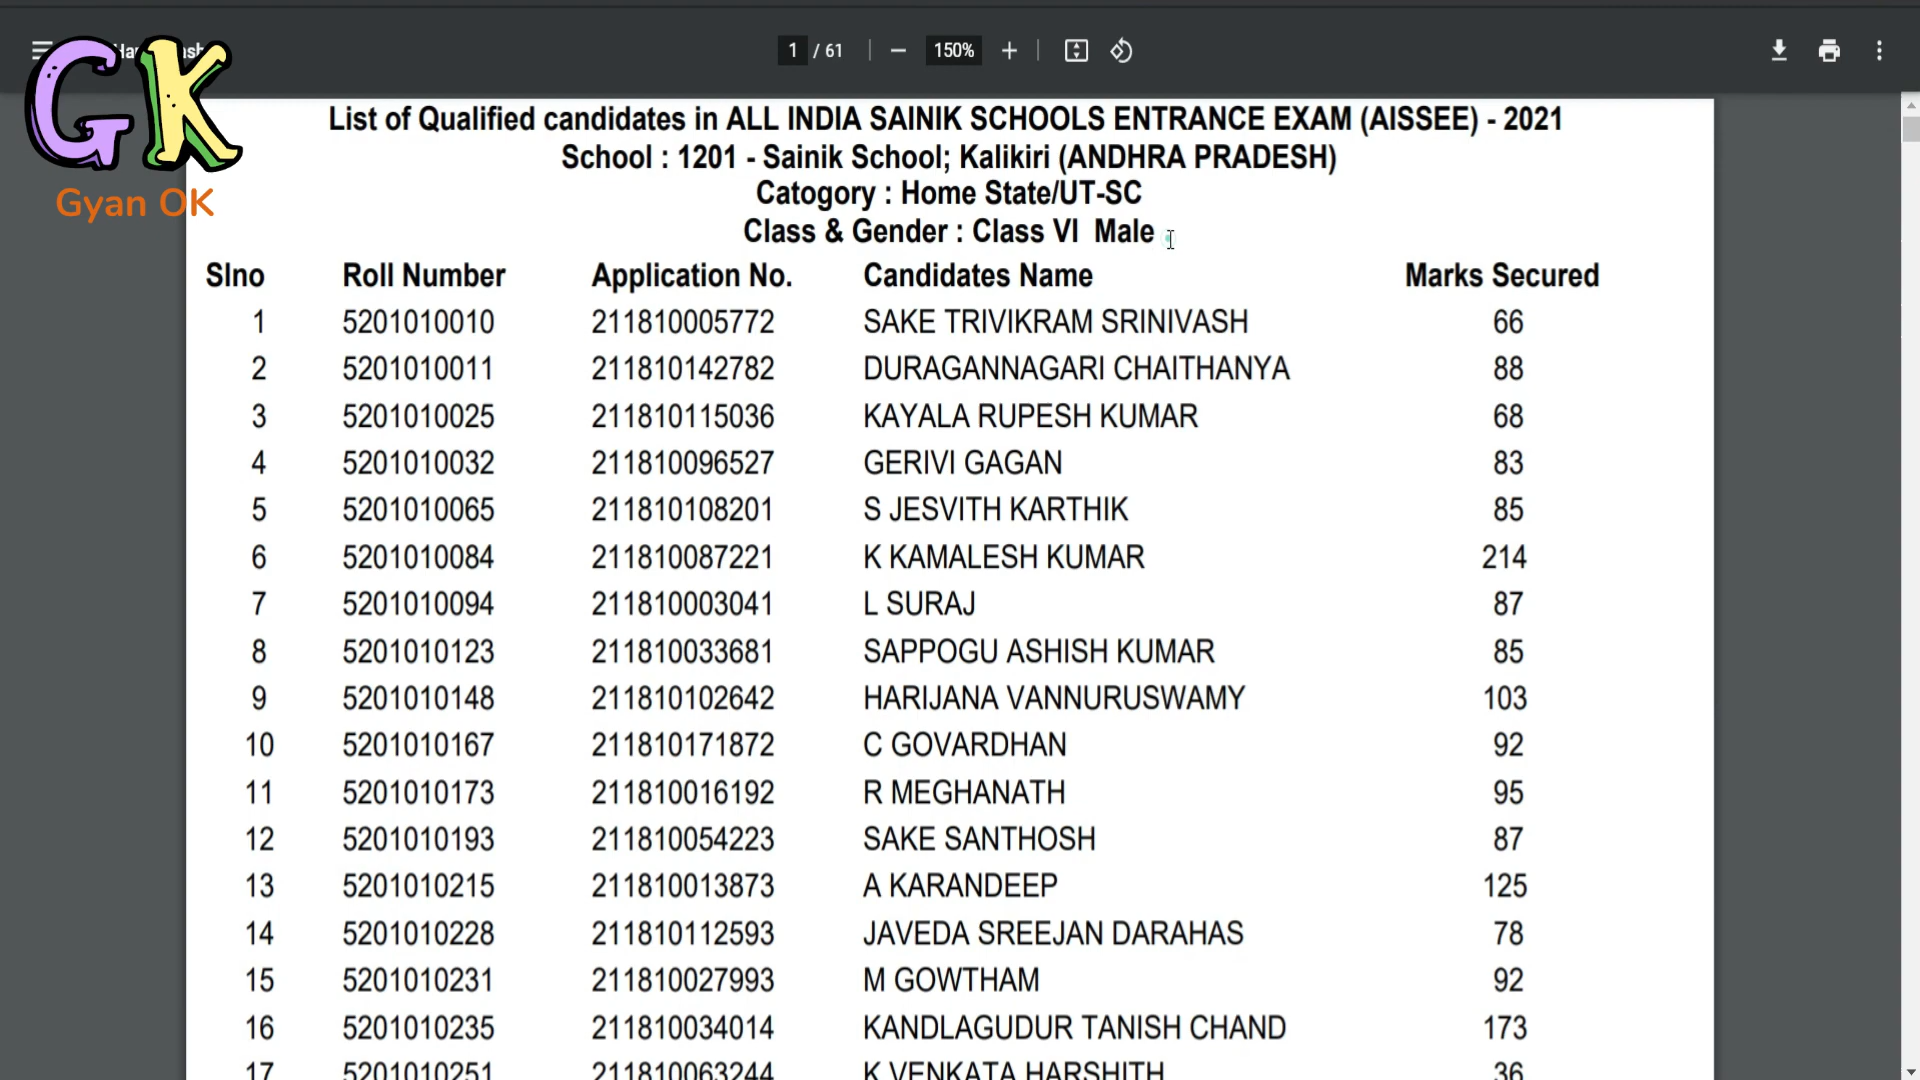 1 / 61 150%
GK
Gyan OK
List of Qualified candidates in ALL INDIA SAINIK SCHOOLS ENTRANCE EXAM (AISSEE) - 2021
School : 1201 - Sainik School; Kalikiri (ANDHRA PRADESH)
Catogory : Home State/UT-SC
Class & Gender : Class VI Male
Slno Roll Number Application No. Candidates Name Marks Secured
1 5201010010 211810005772 SAKE TRIVIKRAM SRINIVASH 66
2 5201010011 211810142782 DURAGANNAGARI CHAITHANYA 88
3 5201010025 211810115036 KAYALA RUPESH KUMAR 68
4 5201010032 211810096527 GERIVI GAGAN 83
5 5201010065 211810108201 S JESVITH KARTHIK 85
6 5201010084 211810087221 K KAMALESH KUMAR 214
7 5201010094 211810003041 L SURAJ 87
8 5201010123 211810033681 SAPPOGU ASHISH KUMAR 85
9 5201010148 211810102642 HARIJANA VANNURUSWAMY 103
10 5201010167 211810171872 C GOVARDHAN 92
11 5201010173 211810016192 R MEGHANATH 95
12 5201010193 211810054223 SAKE SANTHOSH 87
13 5201010215 211810013873 A KARANDEEP 125
14 5201010228 211810112593 JAVEDA SREEJAN DARAHAS 78
15 5201010231 211810027993 M GOWTHAM 92
16 5201010235 211810034014 KANDLAGUDUR TANISH CHAND 173
17 5201010251 211810063244 K VENKATA HARSHITH 36